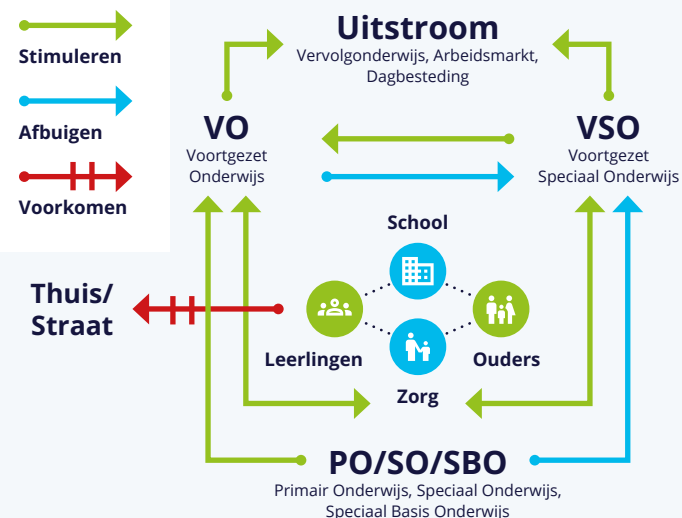 Stimuleren
Afbuigen
Voorkomen
Uitstroom
Vervolgonderwijs, Arbeidsmarkt,
Dagbesteding
VO
Voortgezet
Onderwijs
VSO
Voortgezet
Speciaal Onderwijs
School
Thuis/
Straat
Leerlingen
Ouders
Zorg
PO/SO/SBO
Primair Onderwijs, Speciaal Onderwijs,
Speciaal Basis Onderwijs